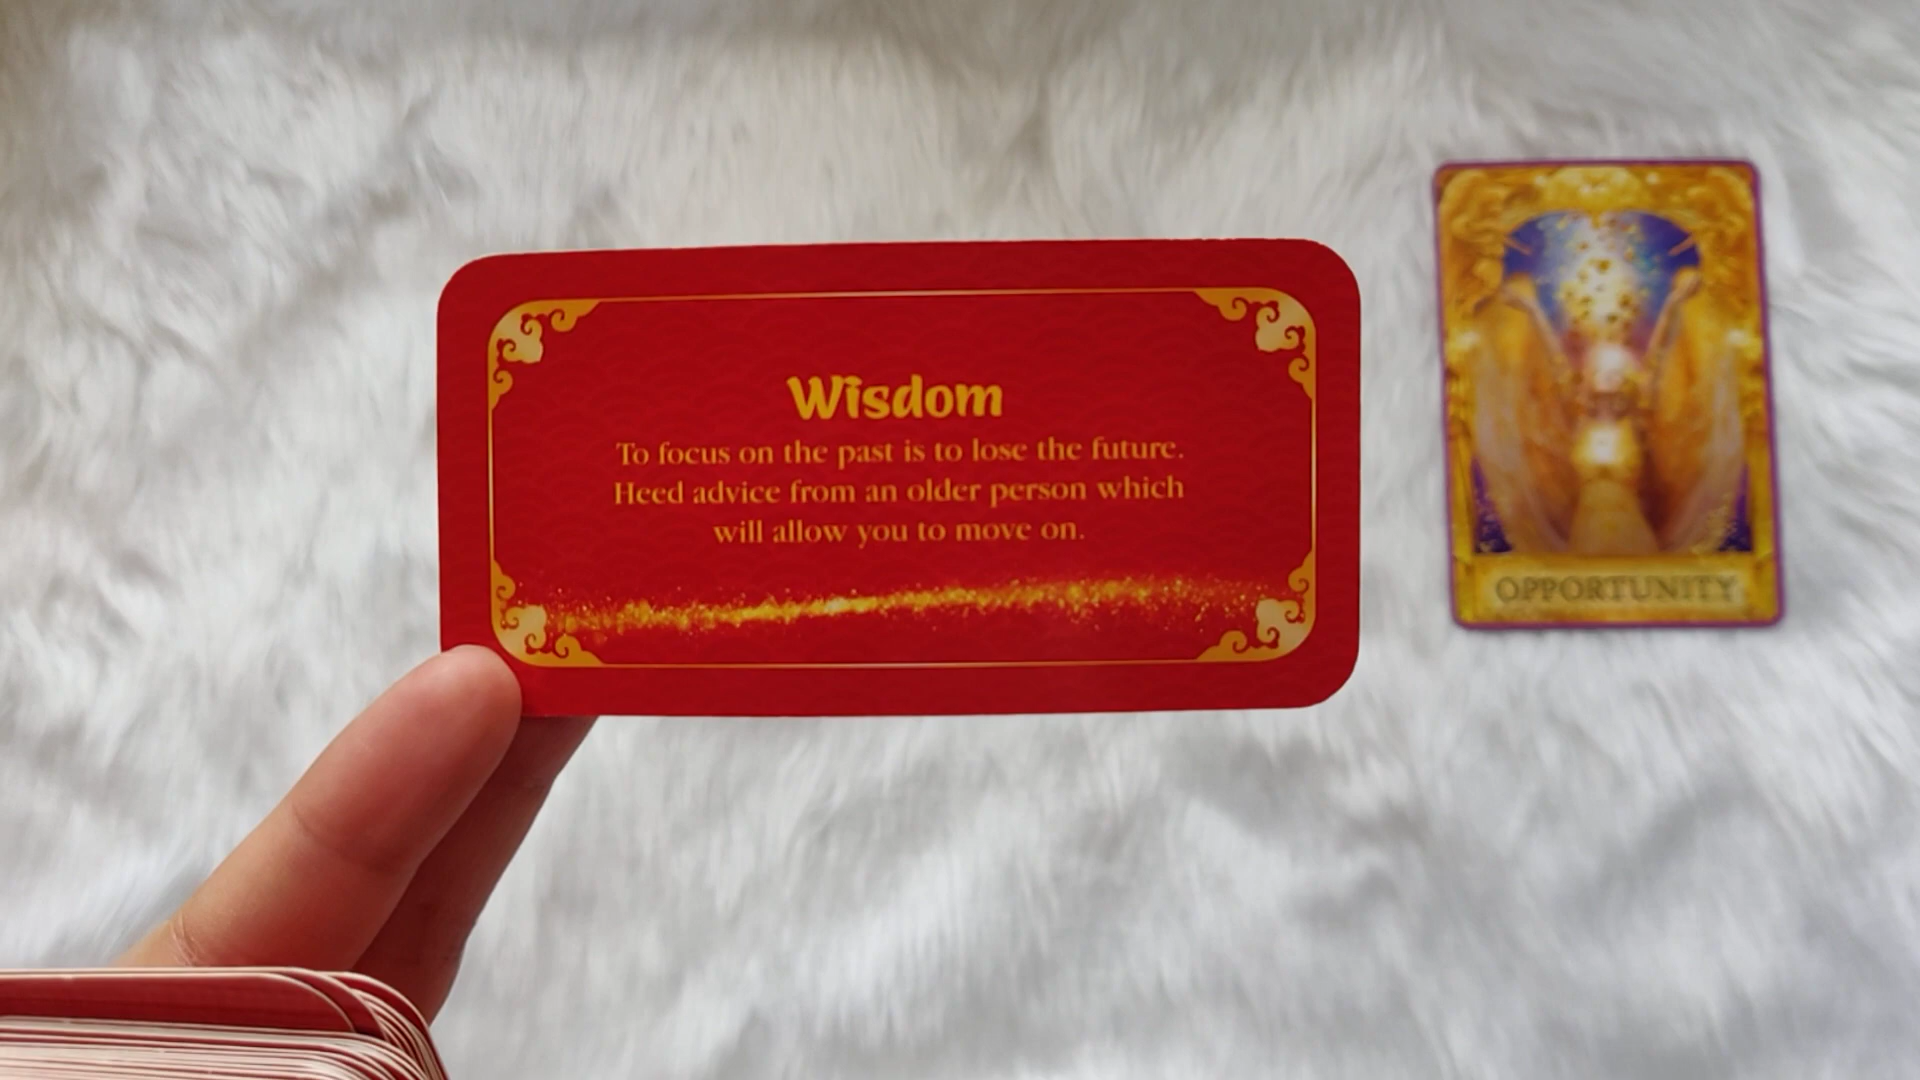 Wisdom
To focus on the past is to lose the future.
Heed advice from an older person which
will allow you to move on.
OPPORTUNITY